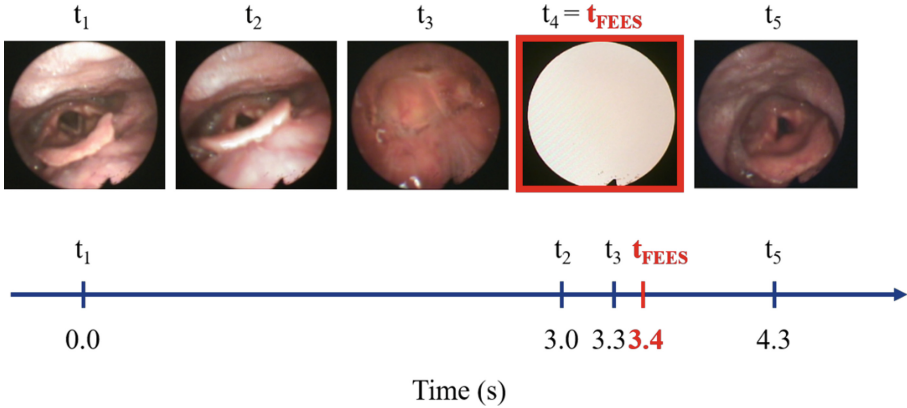 t1 t2 t3 t4 = tFEES t5
t1 t2 t3 tFEES t5
0.0 3.0 3.3 3.4 4.3
Time (s)